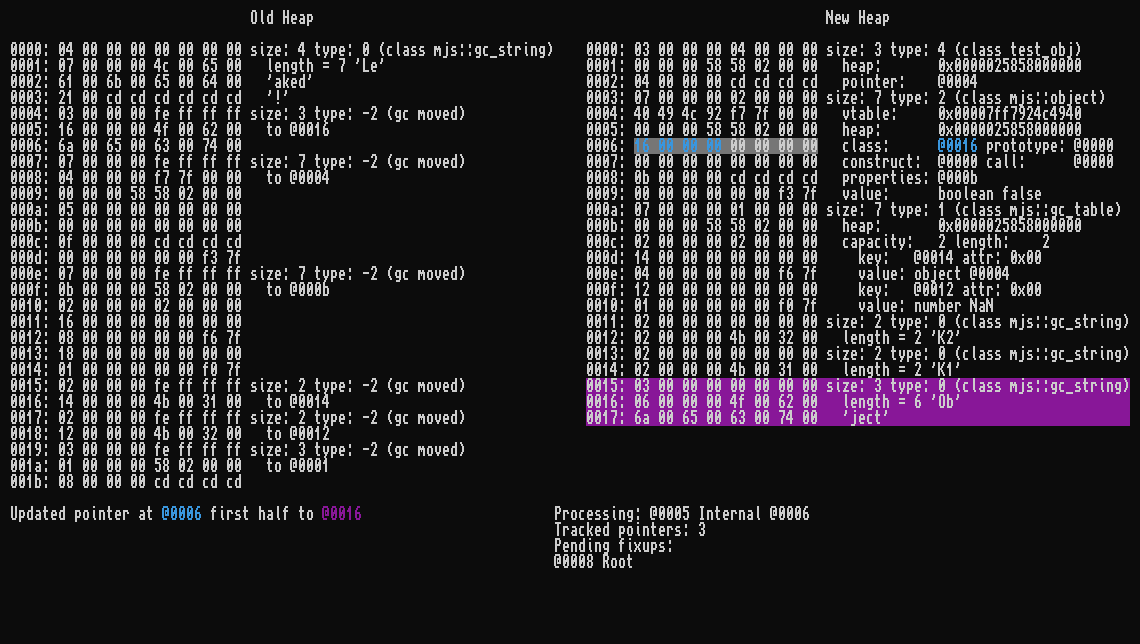 Old Heap
0000: 04 00 00 00 00 00 00 00 size: 4 type: 0 (class mjs::gc_string)
0001: 07 00 00 00 4c 00 65 00   length = 7 'Le'
0002: 61 00 6b 00 65 00 64 00   'aked'
0003: 21 00 cd cd cd cd cd cd   '!'
0004: 03 00 00 00 fe ff ff ff size: 3 type: -2 (gc moved)
0005: 16 00 00 00 4f 00 62 00   to @0016
0006: 6a 00 65 00 63 00 74 00
0007: 07 00 00 00 fe ff ff ff size: 7 type: -2 (gc moved)
0008: 04 00 00 00 f7 7f 00 00   to @0004
0009: 00 00 00 58 58 02 00 00
000a: 05 00 00 00 00 00 00 00
000b: 00 00 00 00 00 00 00 00
000c: 0f 00 00 00 cd cd cd cd
000d: 00 00 00 00 00 00 f3 7f
000e: 07 00 00 00 fe ff ff ff size: 7 type: -2 (gc moved)
000f: 0b 00 00 00 58 02 00 00   to @000b
0010: 02 00 00 00 02 00 00 00
0011: 16 00 00 00 00 00 00 00
0012: 08 00 00 00 00 00 f6 7f
0013: 18 00 00 00 00 00 00 00
0014: 01 00 00 00 00 00 f0 7f
0015: 02 00 00 00 fe ff ff ff size: 2 type: -2 (gc moved)
0016: 14 00 00 00 4b 00 31 00   to @0014
0017: 02 00 00 00 fe ff ff ff size: 2 type: -2 (gc moved)
0018: 12 00 00 00 4b 00 32 00   to @0012
0019: 03 00 00 00 fe ff ff ff size: 3 type: -2 (gc moved)
001a: 01 00 00 00 58 02 00 00   to @0001
001b: 08 00 00 00 cd cd cd cd
New Heap
0000: 03 00 00 00 04 00 00 00 size: 3 type: 4 (class test_obj)
0001: 00 00 00 58 58 02 00 00   heap:       0x0000025858000000
0002: 04 00 00 00 cd cd cd cd   pointer:    @0004
0003: 07 00 00 00 02 00 00 00 size: 7 type: 2 (class mjs::object)
0004: 40 49 4c 92 f7 7f 00 00   vtable:     0x00007ff7924c4940
0005: 00 00 00 58 58 02 00 00   heap:       0x0000025858000000
0006: 16 00 00 00 00 00 00 00   class:      @0016 prototype: @0000
0007: 00 00 00 00 00 00 00 00   construct:  @0000 call:      @0000
0008: 0b 00 00 00 cd cd cd cd   properties: @000b
0009: 00 00 00 00 00 00 f3 7f   value:      boolean false
000a: 07 00 00 00 01 00 00 00 size: 7 type: 1 (class mjs::gc_table)
000b: 00 00 00 58 58 02 00 00   heap:       0x0000025858000000
000c: 02 00 00 00 02 00 00 00   capacity:   2 length:    2
000d: 14 00 00 00 00 00 00 00     key:   @0014 attr: 0x00
000e: 04 00 00 00 00 00 f6 7f     value: object @0004
000f: 12 00 00 00 00 00 00 00     key:   @0012 attr: 0x00
0010: 01 00 00 00 00 00 f0 7f     value: number NaN
0011: 02 00 00 00 00 00 00 00 size: 2 type: 0 (class mjs::gc_string)
0012: 02 00 00 00 4b 00 32 00   length = 2 'K2'
0013: 02 00 00 00 00 00 00 00 size: 2 type: 0 (class mjs::gc_string)
0014: 02 00 00 00 4b 00 31 00   length = 2 'K1'
0015: 03 00 00 00 00 00 00 00 size: 3 type: 0 (class mjs::gc_string)
0016: 06 00 00 00 4f 00 62 00   length = 6 'Ob'
0017: 6a 00 65 00 63 00 74 00   'ject'
Updated pointer at @0006 first half to @0016
Processing: @0005 Internal @0006
Tracked pointers: 3
Pending fixups:
@0008 Root